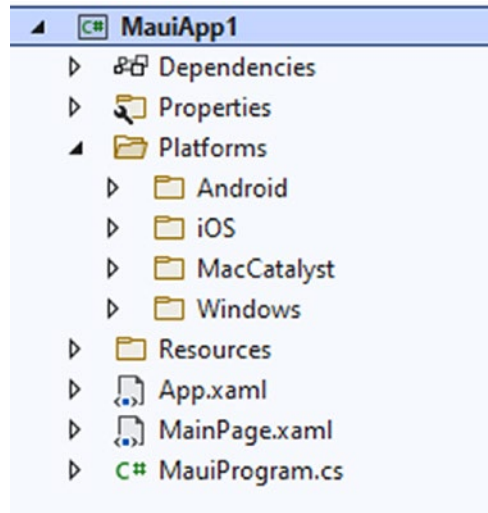 C# MauiApp1
Dependencies
Properties
Platforms
Android
iOS
MacCatalyst
Windows
Resources
App.xaml
MainPage.xaml
C# MauiProgram.cs